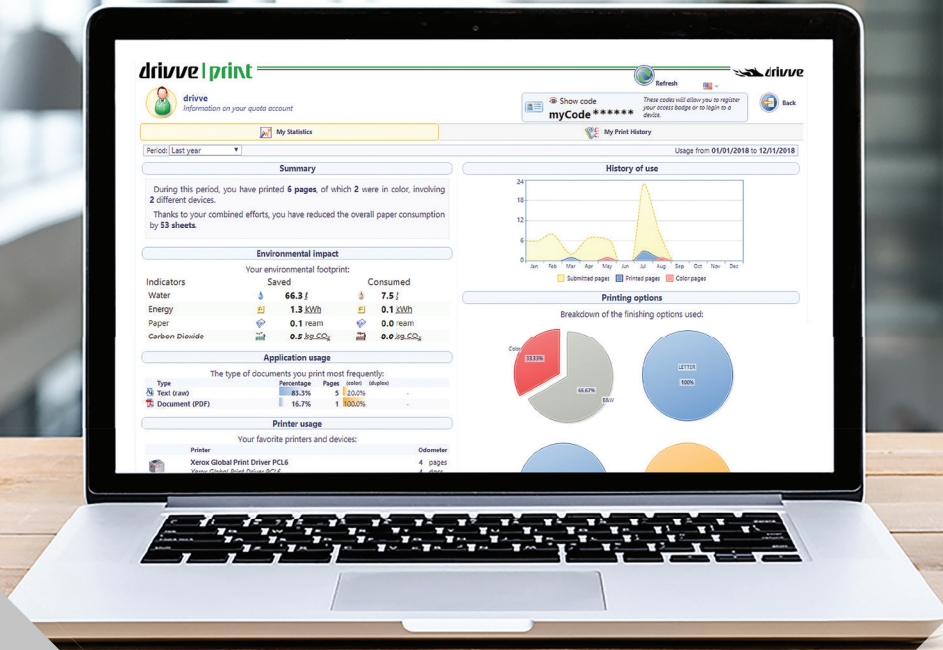 drivve | print
drivve
Refresh
drivve
Information on your quota account
Show code
myCode ******
These codes will allow you to register
your access badge or to login to a
device.
Back
My Statistics
My Print History
Period: Last year
Usage from 01/01/2018 to 12/11/2018
Summary
During this period, you have printed 6 pages, of which 2 were in color, involving
2 different devices.
Thanks to your combined efforts, you have reduced the overall paper consumption
by 53 sheets.
Environmental impact
Your environmental footprint:
Indicators Saved Consumed
Water 66.3 l 7.5 l
Energy 1.3 kWh 0.1 kWh
Paper 0.1 ream 0.0 ream
Carbon Dioxide 0.5 kg CO₂ 0.0 kg CO₂
Application usage
The type of documents you print most frequently:
Type Percentage Pages (color) (duplex)
Text (raw) 83.3% 5 20.0% -
Document (PDF) 16.7% 1 100.0% -
Printer usage
Your favorite printers and devices:
Printer Odometer
Xerox Global Print Driver PCL6 4 pages
Xerox Global Print Driver PCL6 4 docs
History of use
24
18
12
6
0
Jan Feb Mar Apr May Jun Jul Aug Sep Oct Nov Dec
Submitted pages Printed pages Color pages
Printing options
Breakdown of the finishing options used:
Color
33.33%
66.67%
B&W
LETTER
100%